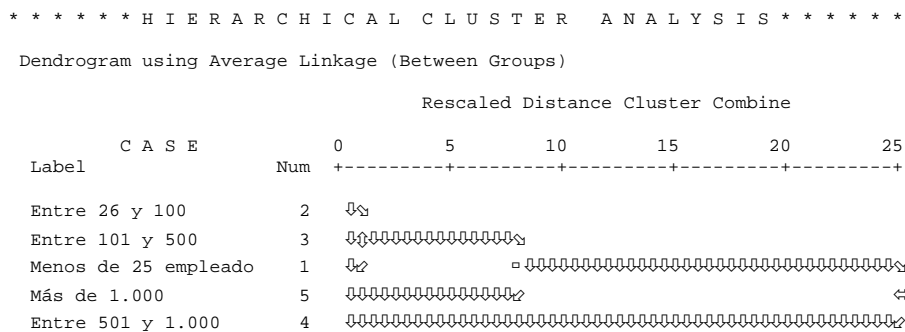 * * * * * * H I E R A R C H I C A L   C L U S T E R   A N A L Y S I S * * * * * *
Dendrogram using Average Linkage (Between Groups)
Rescaled Distance Cluster Combine
C A S E 0 5 10 15 20 25
Label Num +---------+---------+---------+---------+---------+
Entre 26 y 100 2 ⇩⬂
Entre 101 y 500 3 ⇩⇳⇩⇩⇩⇩⇩⇩⇩⇩⇩⇩⇩⇩⇩⬂
Menos de 25 empleado 1 ⇩⬃ ▫ ⇩⇩⇩⇩⇩⇩⇩⇩⇩⇩⇩⇩⇩⇩⇩⇩⇩⇩⇩⇩⇩⇩⇩⇩⇩⇩⇩⇩⇩⇩⇩⇩⇩⬂
Más de 1.000 5 ⇩⇩⇩⇩⇩⇩⇩⇩⇩⇩⇩⇩⇩⇩⇩⬃ ⬄
Entre 501 y 1.000 4 ⇩⇩⇩⇩⇩⇩⇩⇩⇩⇩⇩⇩⇩⇩⇩⇩⇩⇩⇩⇩⇩⇩⇩⇩⇩⇩⇩⇩⇩⇩⇩⇩⇩⇩⇩⇩⇩⇩⇩⇩⇩⇩⇩⇩⇩⇩⇩⇩⇩⬃